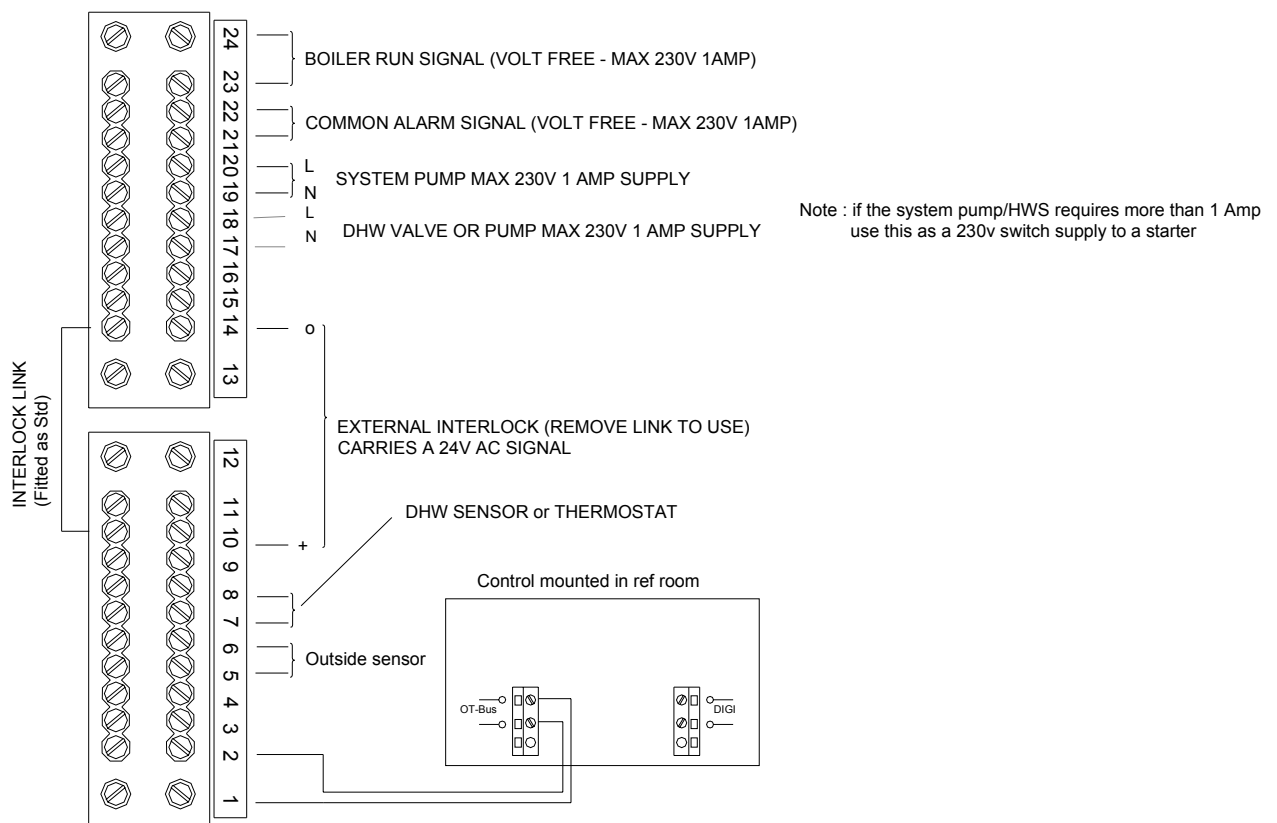 24
23
22
21
20
19
18
17
16
15
14
13
BOILER RUN SIGNAL (VOLT FREE - MAX 230V 1AMP)
COMMON ALARM SIGNAL (VOLT FREE - MAX 230V 1AMP)
L
N
SYSTEM PUMP MAX 230V 1 AMP SUPPLY
L
N
DHW VALVE OR PUMP MAX 230V 1 AMP SUPPLY
Note : if the system pump/HWS requires more than 1 Amp
use this as a 230v switch supply to a starter
o
INTERLOCK LINK
(Fitted as Std)
EXTERNAL INTERLOCK (REMOVE LINK TO USE)
CARRIES A 24V AC SIGNAL
12
11
10
9
8
7
6
5
4
3
2
1
+
DHW SENSOR or THERMOSTAT
Outside sensor
Control mounted in ref room
OT-Bus
DIGI